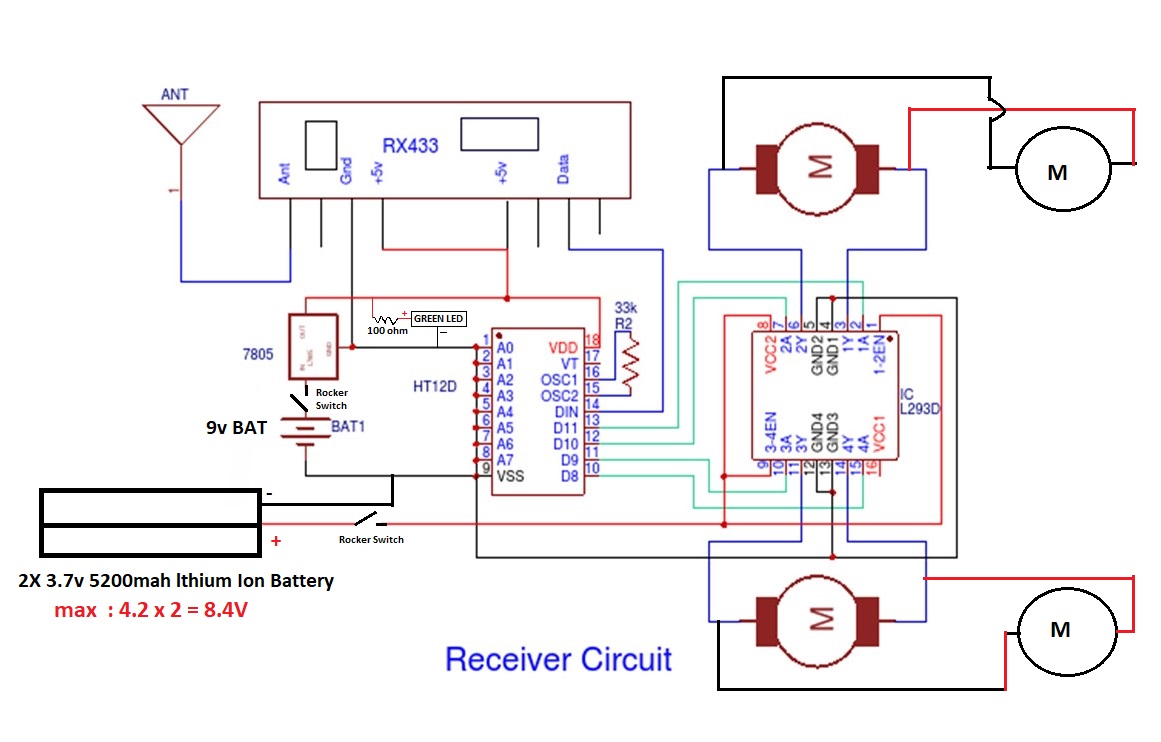 ANT
1
RX433
Ant
Gnd
+5v
+5v
Data
M
M
33k
R2
100 ohm
+
GREEN LED
−
7805
OUT
GND
IN
Rocker
Switch
9v BAT
BAT1
HT12D
1 A0
2 A1
3 A2
4 A3
5 A4
6 A5
7 A6
8 A7
9 VSS
VDD 18
VT 17
OSC1 16
OSC2 15
DIN 14
D11 13
D10 12
D9 11
D8 10
8 7 6 5 4 3 2 1
VCC2 2A 2Y GND2 GND1 1Y 1A 1-2EN
IC
L293D
3-4EN 3A 3Y GND4 GND3 4Y 4A VCC1
9 10 11 12 13 14 15 16
-
+
Rocker Switch
2X 3.7v 5200mah lthium Ion Battery
max : 4.2 x 2 = 8.4V
M
M
Receiver Circuit